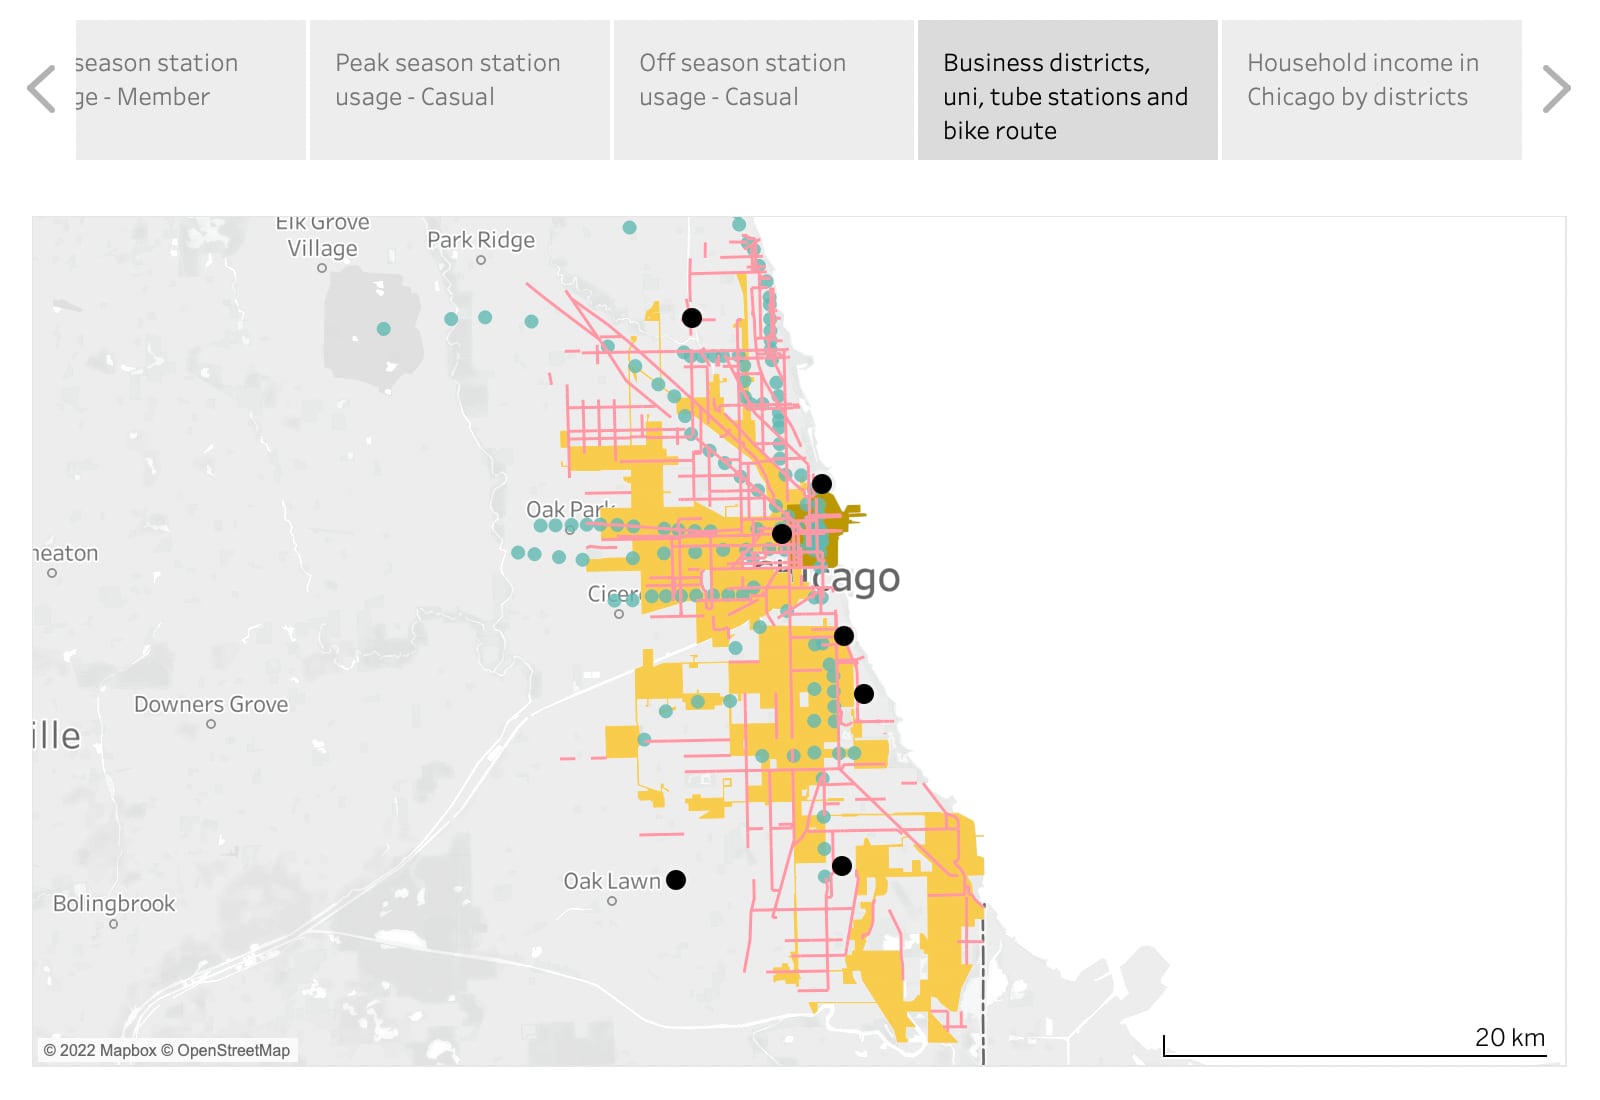 season station
ge - Member
Peak season station
usage - Casual
Off season station
usage - Casual
Business districts,
uni, tube stations and
bike route
Household income in
Chicago by districts
Elk Grove
Village
Park Ridge
Oak Park
heaton
Chicago
Cicero
Downers Grove
ille
Oak Lawn
Bolingbrook
20 km
© 2022 Mapbox © OpenStreetMap